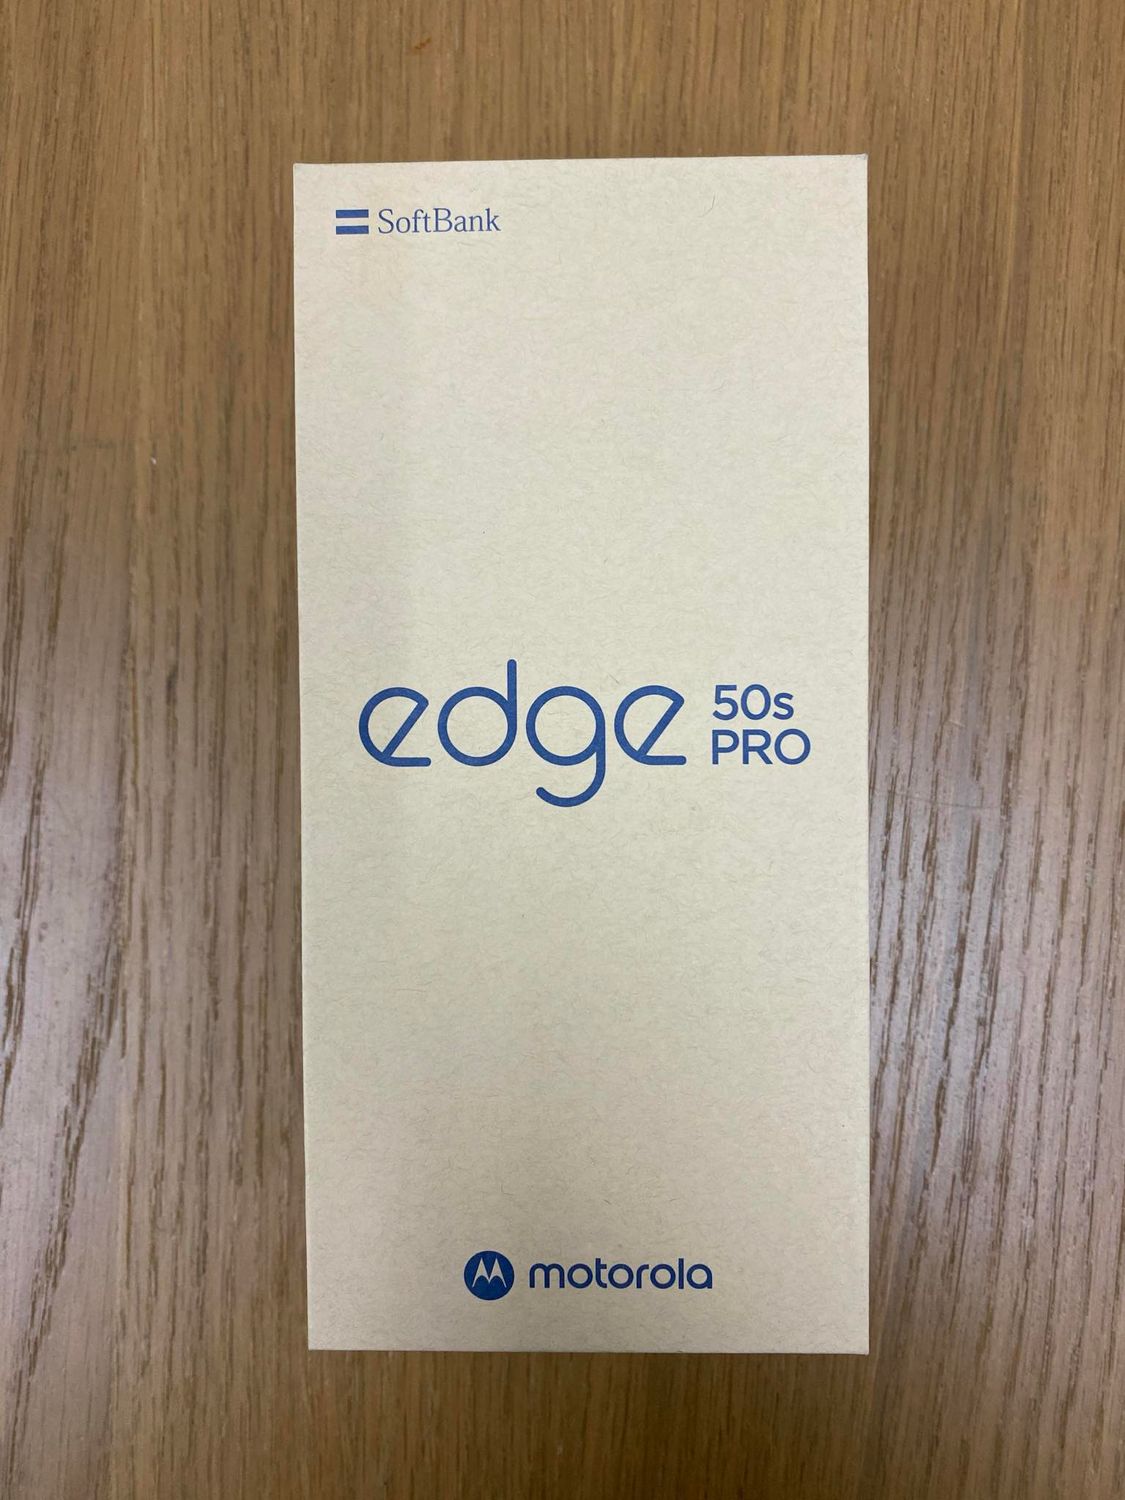 SoftBank
edge 50s
PRO
motorola